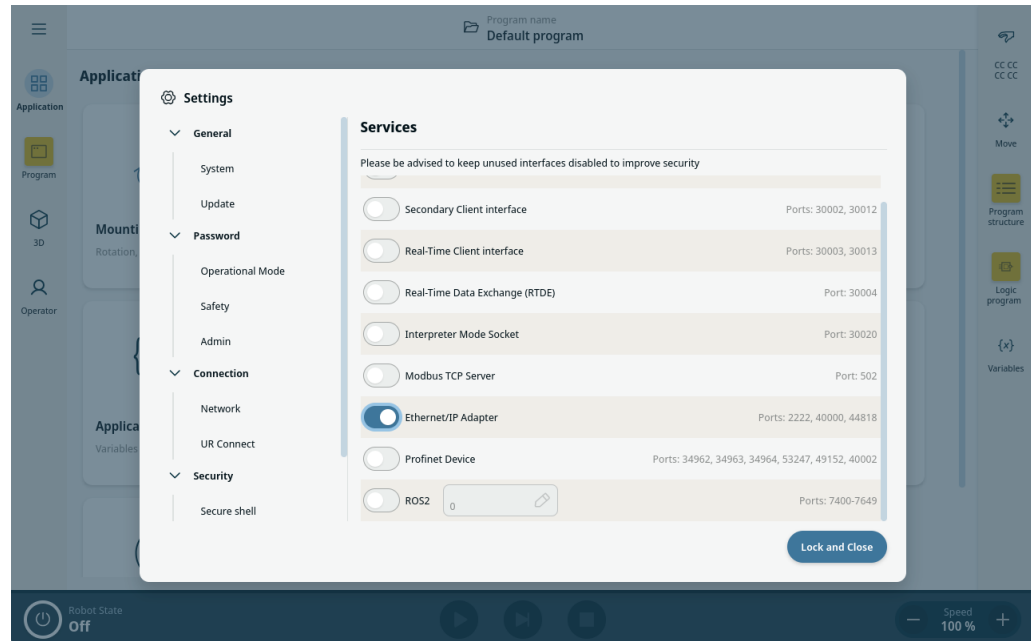 Program name
Default program
Applicati
Application
Program
3D
Operator
Mounti
Rotation,
Applica
Variables
Settings
General
System
Update
Password
Operational Mode
Safety
Admin
Connection
Network
UR Connect
Security
Secure shell
Services
Please be advised to keep unused interfaces disabled to improve security
Secondary Client interface Ports: 30002, 30012
Real-Time Client interface Ports: 30003, 30013
Real-Time Data Exchange (RTDE) Port: 30004
Interpreter Mode Socket Port: 30020
Modbus TCP Server Port: 502
Ethernet/IP Adapter Ports: 2222, 40000, 44818
Profinet Device Ports: 34962, 34963, 34964, 53247, 49152, 40002
ROS2 0 Ports: 7400-7649
Lock and Close
CC CC
CC CC
Move
Program
structure
Logic
program
{x}
Variables
Robot State
Off
Speed
100 %